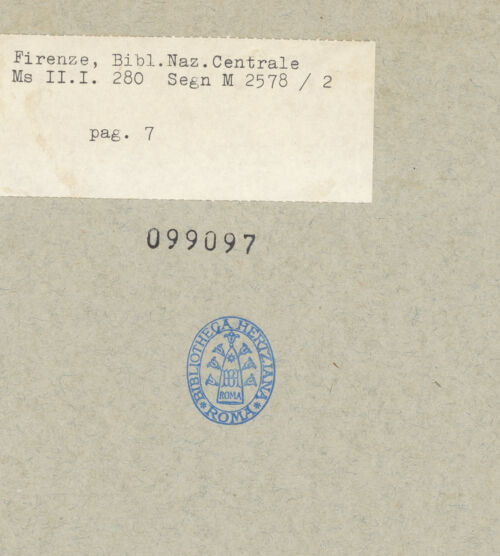 Firenze, Bibl.Naz.Centrale
Ms II.I. 280 Segn M 2578 / 2
pag. 7
099097
BIBLIOTHECA HERTZIANA
ROMA
* ROMA *